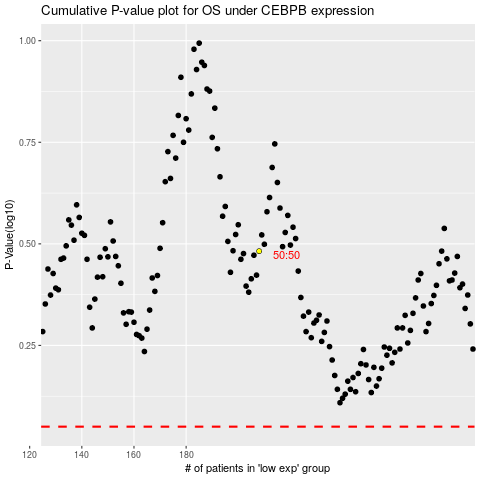 Cumulative P-value plot for OS under CEBPB expression
1.00
0.75
0.50
0.25
P-Value(log10)
50:50
120 140 160 180
# of patients in 'low exp' group